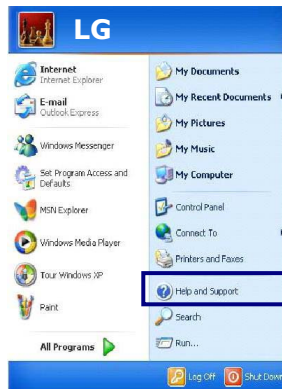 LG
Internet
Internet Explorer
E-mail
Outlook Express
Windows Messenger
Set Program Access and
Defaults
MSN Explorer
Windows Media Player
Tour Windows XP
Paint
All Programs
My Documents
My Recent Documents
My Pictures
My Music
My Computer
Control Panel
Connect To
Printers and Faxes
Help and Support
Search
Run...
Log Off
Shut Down